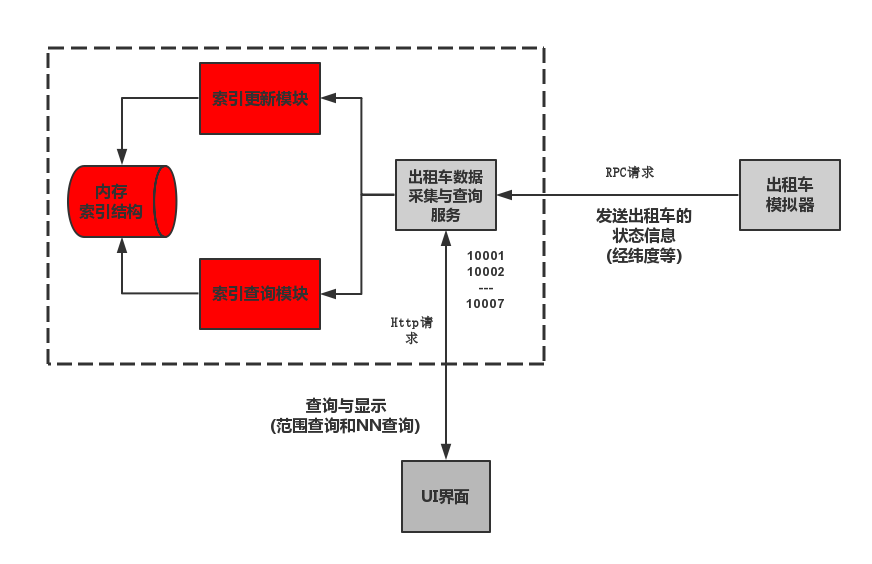 索引更新模块
内存
索引结构
索引查询模块
出租车数据
采集与查询
服务
RPC请求
发送出租车的
状态信息
(经纬度等)
出租车
模拟器
10001
10002
---
10007
Http请
求
查询与显示
(范围查询和NN查询)
UI界面